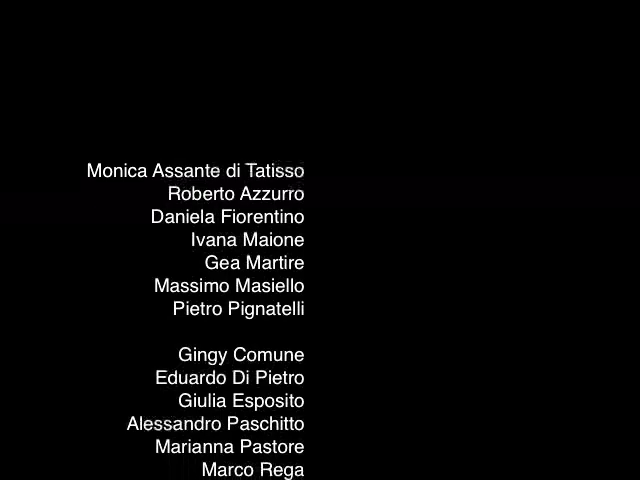 Monica Assante di Tatisso
Roberto Azzurro
Daniela Fiorentino
Ivana Maione
Gea Martire
Massimo Masiello
Pietro Pignatelli
Gingy Comune
Eduardo Di Pietro
Giulia Esposito
Alessandro Paschitto
Marianna Pastore
Marco Rega